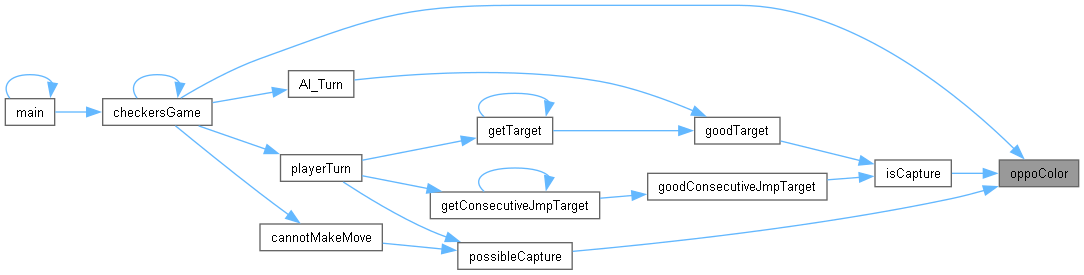 main
checkersGame
AI_Turn
playerTurn
cannotMakeMove
getTarget
getConsecutiveJmpTarget
possibleCapture
goodTarget
goodConsecutiveJmpTarget
isCapture
oppoColor